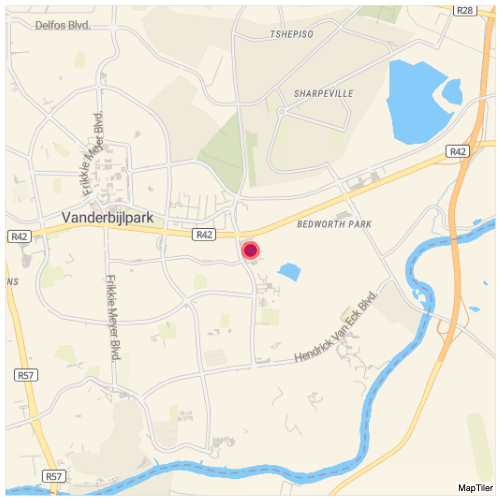 R28
Delfos Blvd.
TSHEPISO
SHARPEVILLE
Frikkie Meyer Blvd.
R42
Vanderbijlpark
BEDWORTH PARK
R42
R42
NS
Frikkie Meyer Blvd.
Hendrick Van Eck Blvd.
R57
R57
MapTiler